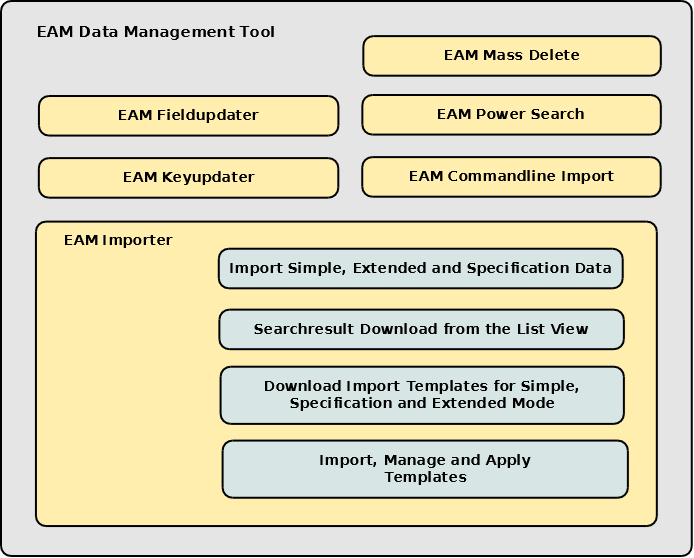 EAM Data Management Tool
EAM Mass Delete
EAM Fieldupdater
EAM Power Search
EAM Keyupdater
EAM Commandline Import
EAM Importer
Import Simple, Extended and Specification Data
Searchresult Download from the List View
Download Import Templates for Simple,
Specification and Extended Mode
Import, Manage and Apply
Templates